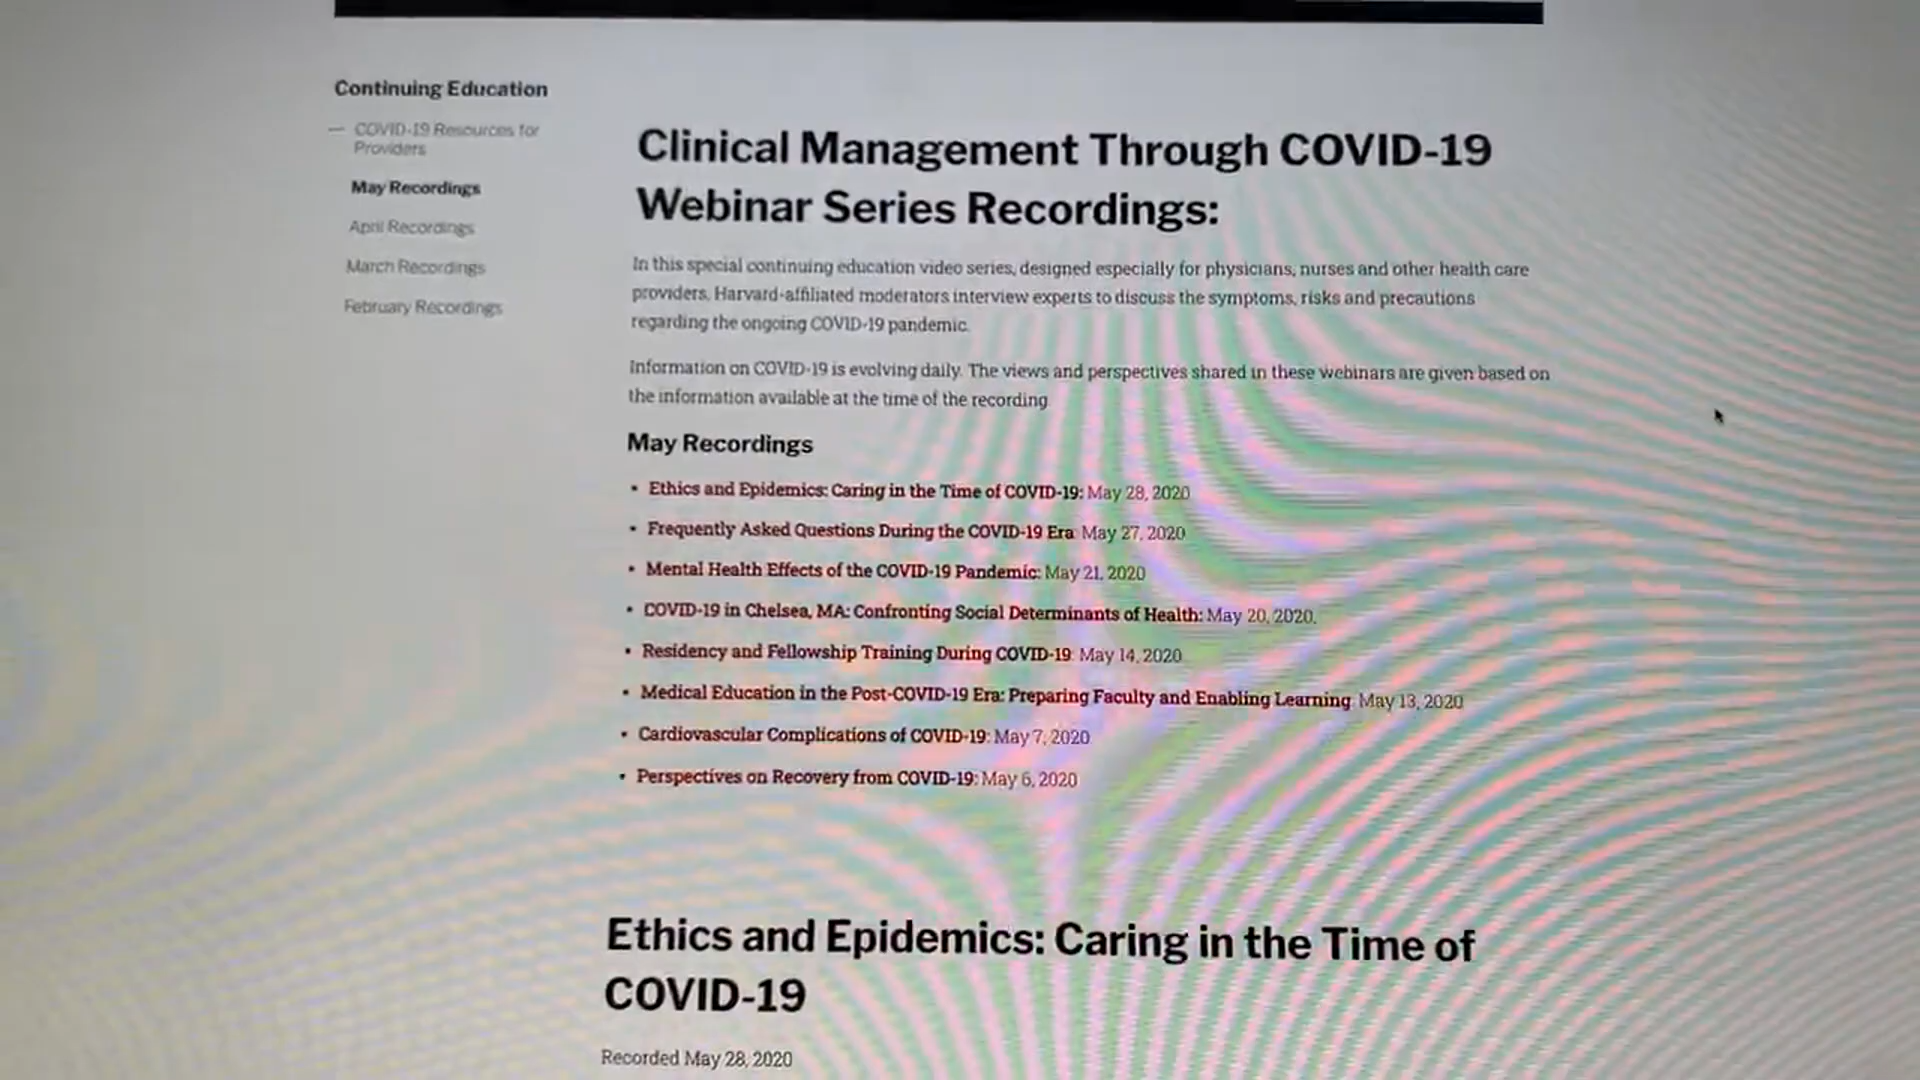 Continuing Education
— COVID-19 Resources for
Providers
May Recordings
April Recordings
March Recordings
February Recordings
Clinical Management Through COVID-19
Webinar Series Recordings:
In this special continuing education video series, designed especially for physicians, nurses and other health care
providers, Harvard-affiliated moderators interview experts to discuss the symptoms, risks and precautions
regarding the ongoing COVID-19 pandemic.
Information on COVID-19 is evolving daily. The views and perspectives shared in these webinars are given based on
the information available at the time of the recording.
May Recordings
• Ethics and Epidemics: Caring in the Time of COVID-19: May 28, 2020
• Frequently Asked Questions During the COVID-19 Era: May 27, 2020
• Mental Health Effects of the COVID-19 Pandemic: May 21, 2020
• COVID-19 in Chelsea, MA: Confronting Social Determinants of Health: May 20, 2020.
• Residency and Fellowship Training During COVID-19: May 14, 2020
• Medical Education in the Post-COVID-19 Era: Preparing Faculty and Enabling Learning: May 13, 2020
• Cardiovascular Complications of COVID-19: May 7, 2020
• Perspectives on Recovery from COVID-19: May 6, 2020
Ethics and Epidemics: Caring in the Time of
COVID-19
Recorded May 28, 2020